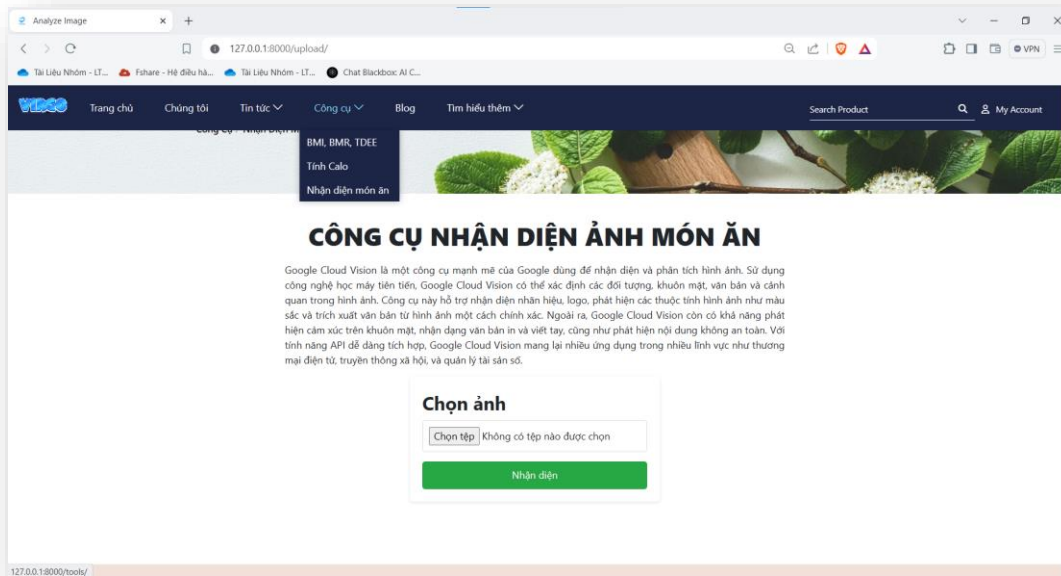 Analyze Image
127.0.0.1:8000/upload/
VPN
Tài Liệu Nhóm - LT...
Fshare - Hệ điều hà...
Tài Liệu Nhóm - LT...
Chat Blackbox: AI C...
VIDCO
Trang chủ
Chúng tôi
Tin tức
Công cụ
Blog
Tìm hiểu thêm
Search Product
My Account
Công Cụ / Nhận Diện
BMI, BMR, TDEE
Tính Calo
Nhận diện món ăn
CÔNG CỤ NHẬN DIỆN ẢNH MÓN ĂN
Google Cloud Vision là một công cụ mạnh mẽ của Google dùng để nhận diện và phân tích hình ảnh. Sử dụng
công nghệ học máy tiên tiến, Google Cloud Vision có thể xác định các đối tượng, khuôn mặt, văn bản và cảnh
quan trong hình ảnh. Công cụ này hỗ trợ nhận diện nhãn hiệu, logo, phát hiện các thuộc tính hình ảnh như màu
sắc và trích xuất văn bản từ hình ảnh một cách chính xác. Ngoài ra, Google Cloud Vision còn có khả năng phát
hiện cảm xúc trên khuôn mặt, nhận dạng văn bản in và viết tay, cũng như phát hiện nội dung không an toàn. Với
tính năng API dễ dàng tích hợp, Google Cloud Vision mang lại nhiều ứng dụng trong nhiều lĩnh vực như thương
mại điện tử, truyền thông xã hội, và quản lý tài sản số.
Chọn ảnh
Chọn tệp Không có tệp nào được chọn
Nhận diện
127.0.0.1:8000/tools/